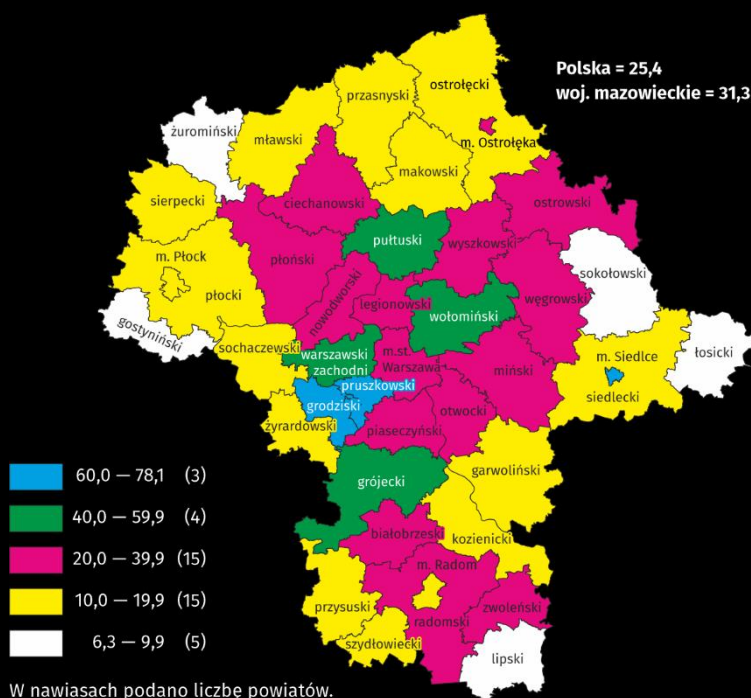 Polska = 25,4
woj. mazowieckie = 31,3
ostrołęcki
przasnyski
żuromiński
mławski
m. Ostrołęka
makowski
sierpecki
ciechanowski
ostrowski
pułtuski
wyszkowski
m. Płock
płoński
sokołowski
płocki
nowodworski
legionowski
węgrowski
wołomiński
gostyniński
sochaczewski
warszawski
zachodni
m.st.
Warszawa
m. Siedlce
łosicki
pruszkowski
miński
siedlecki
grodziski
otwocki
żyrardowski
piaseczyński
garwoliński
grójecki
białobrzeski
kozienicki
m. Radom
przysuski
zwoleński
radomski
szydłowiecki
lipski
60,0 — 78,1 (3)
40,0 — 59,9 (4)
20,0 — 39,9 (15)
10,0 — 19,9 (15)
6,3 — 9,9 (5)
W nawiasach podano liczbę powiatów.